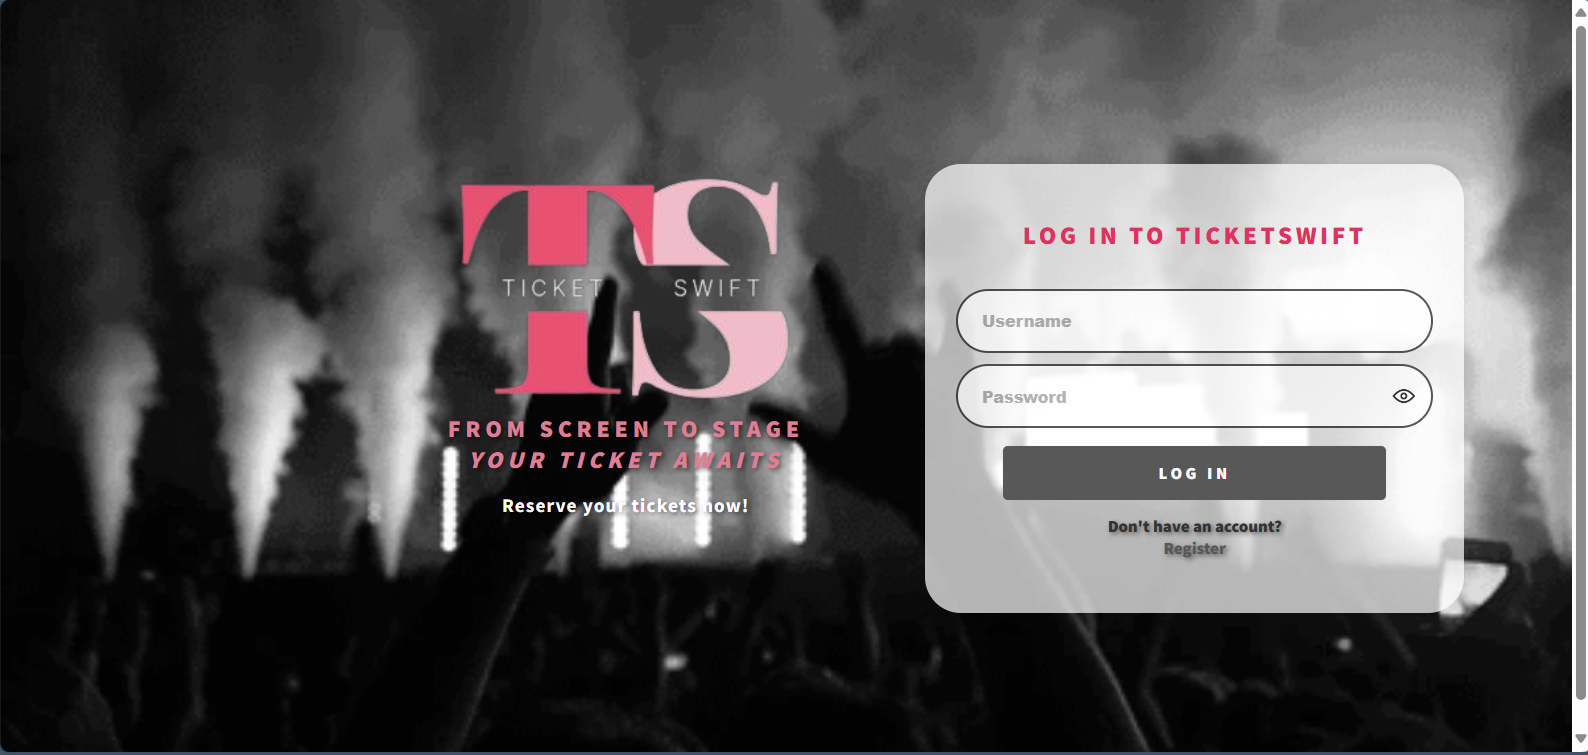 TS
TICKET SWIFT
FROM SCREEN TO STAGE
YOUR TICKET AWAITS
Reserve your tickets now!
LOG IN TO TICKETSWIFT
Username
Password
LOG IN
Don't have an account?
Register